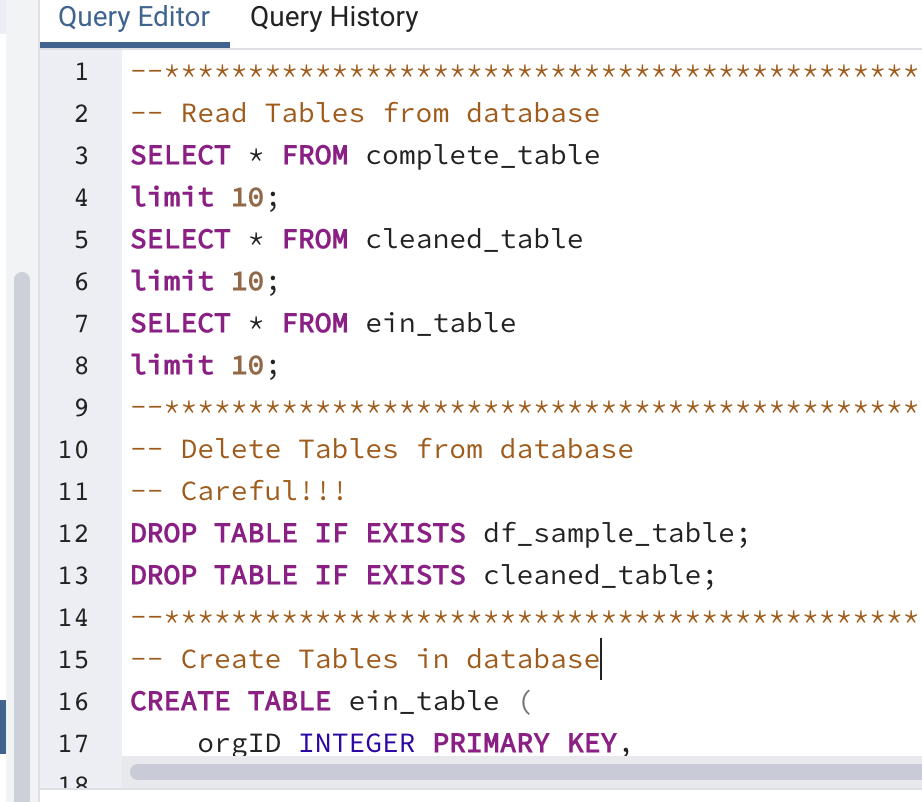 Query Editor Query History
1 --*********************************************
2 -- Read Tables from database
3 SELECT * FROM complete_table
4 limit 10;
5 SELECT * FROM cleaned_table
6 limit 10;
7 SELECT * FROM ein_table
8 limit 10;
9 --*********************************************
10 -- Delete Tables from database
11 -- Careful!!!
12 DROP TABLE IF EXISTS df_sample_table;
13 DROP TABLE IF EXISTS cleaned_table;
14 --*********************************************
15 -- Create Tables in database
16 CREATE TABLE ein_table (
17 orgID INTEGER PRIMARY KEY,
18